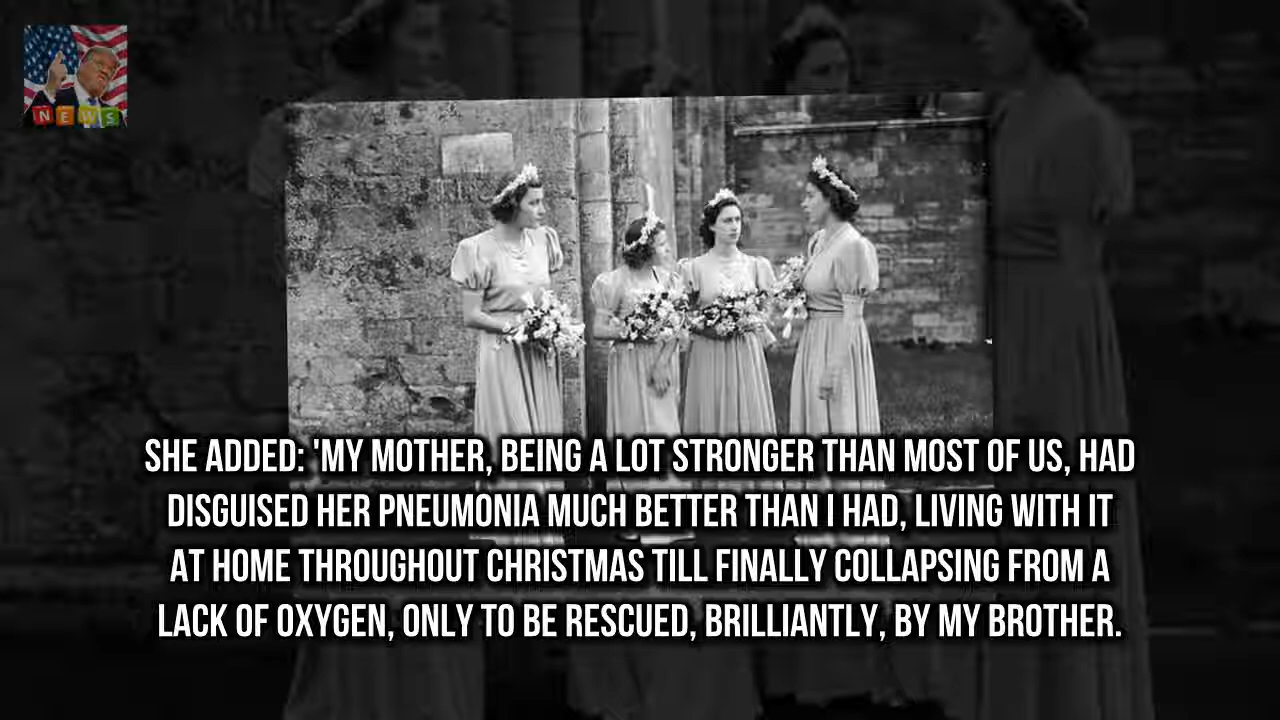 NEWS
SHE ADDED: 'MY MOTHER, BEING A LOT STRONGER THAN MOST OF US, HAD
DISGUISED HER PNEUMONIA MUCH BETTER THAN I HAD, LIVING WITH IT
AT HOME THROUGHOUT CHRISTMAS TILL FINALLY COLLAPSING FROM A
LACK OF OXYGEN, ONLY TO BE RESCUED, BRILLIANTLY, BY MY BROTHER.